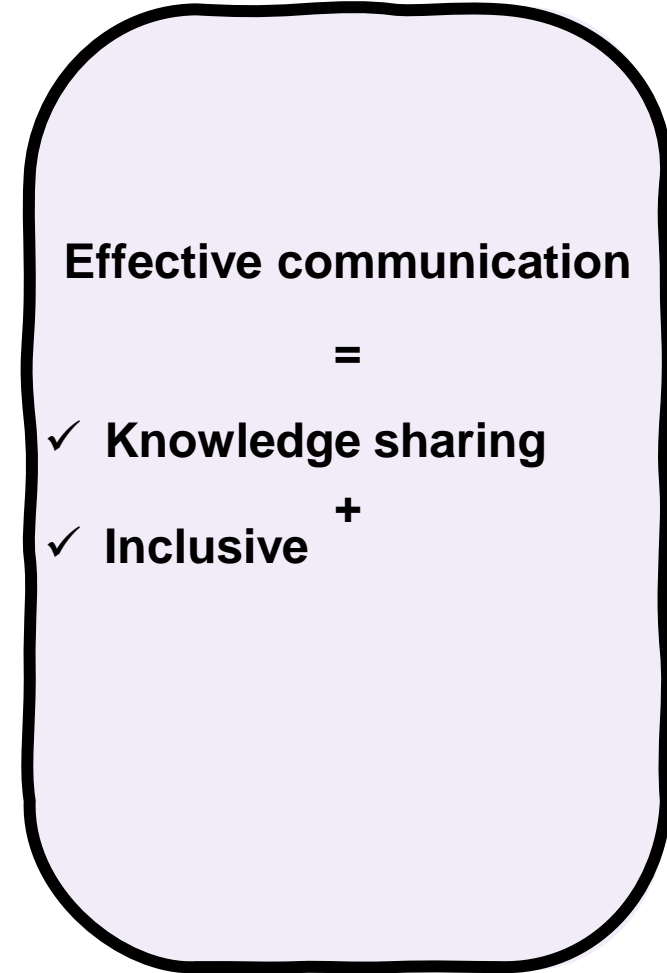 Effective communication
=
✓ Knowledge sharing
+
✓ Inclusive